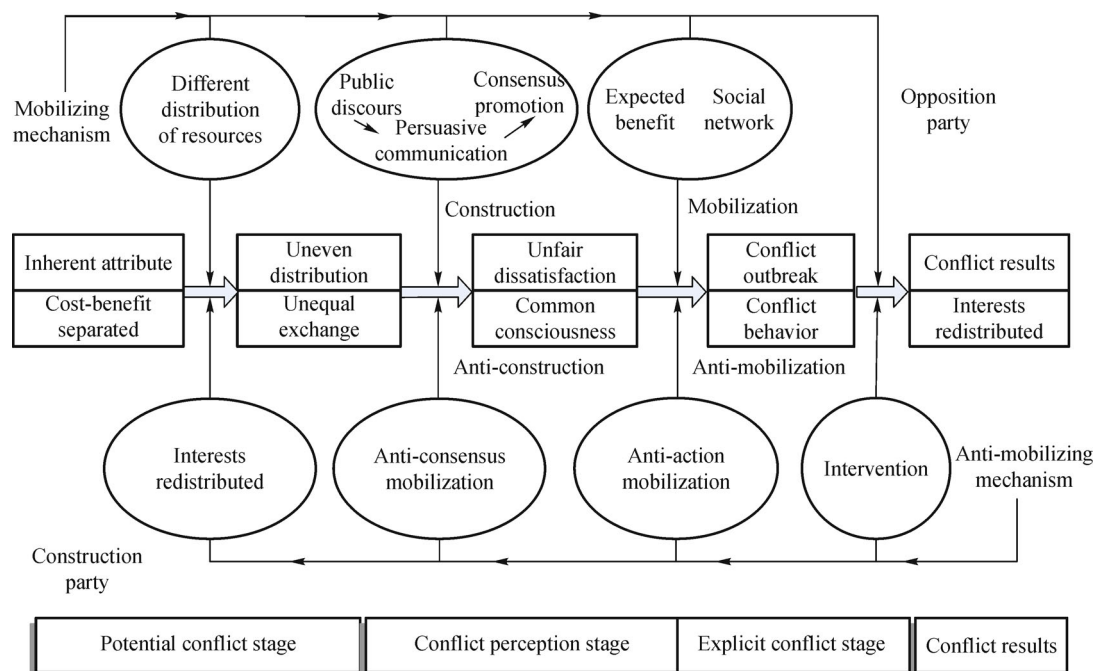 Mobilizing
mechanism
Different
distribution
of resources
Public
discours
Consensus
promotion
Persuasive
communication
Expected
benefit
Social
network
Opposition
party
Construction
Mobilization
Inherent attribute
Cost-benefit
separated
Uneven
distribution
Unequal
exchange
Unfair
dissatisfaction
Common
consciousness
Conflict
outbreak
Conflict
behavior
Conflict results
Interests
redistributed
Anti-construction
Anti-mobilization
Interests
redistributed
Anti-consensus
mobilization
Anti-action
mobilization
Intervention
Anti-mobilizing
mechanism
Construction
party
Potential conflict stage
Conflict perception stage
Explicit conflict stage
Conflict results